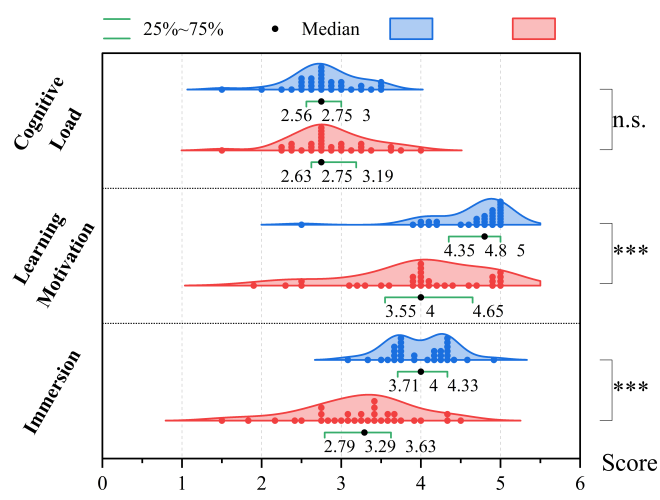 25%~75% Median
Cognitive
Load
2.56 2.75 3
n.s.
2.63 2.75 3.19
Learning
Motivation
4.35 4.8 5
***
3.55 4 4.65
Immersion
3.71 4 4.33
***
2.79 3.29 3.63
0 1 2 3 4 5 6
Score